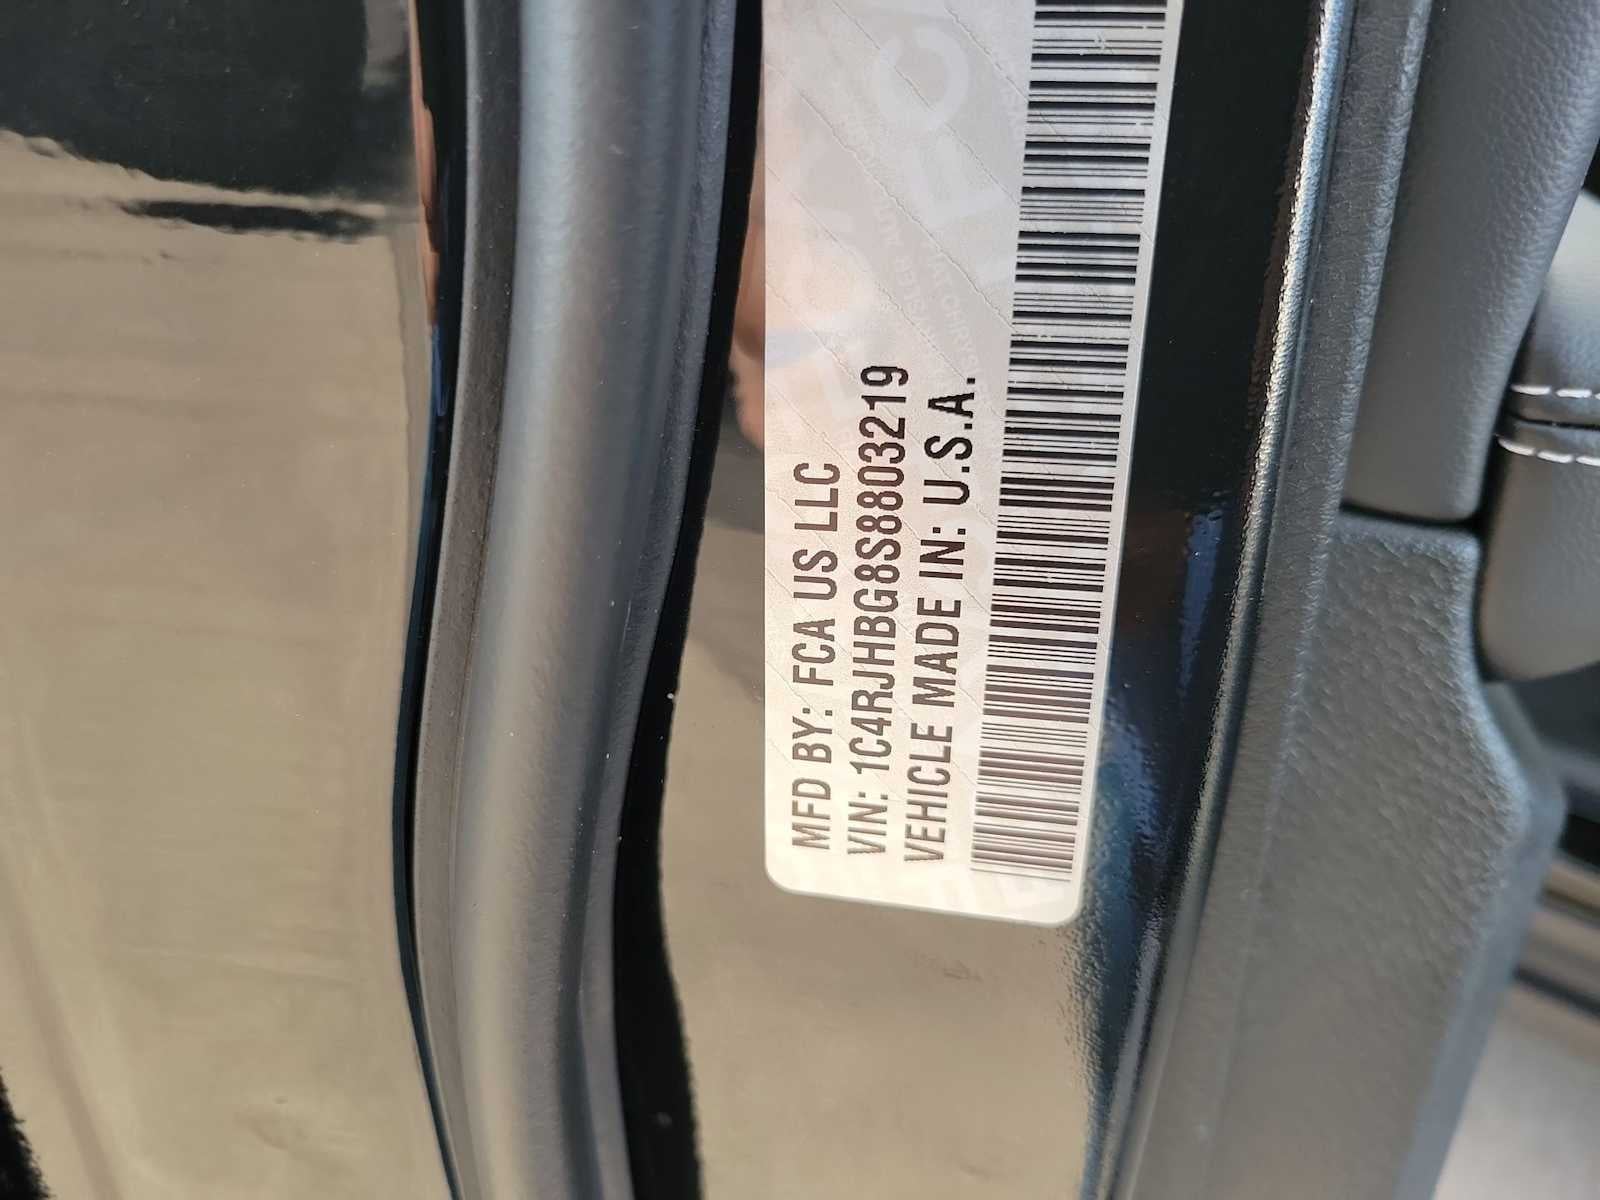 MFD BY: FCA US LLC
VIN: 1C4RJHBG8S8803219
VEHICLE MADE IN: U.S.A.